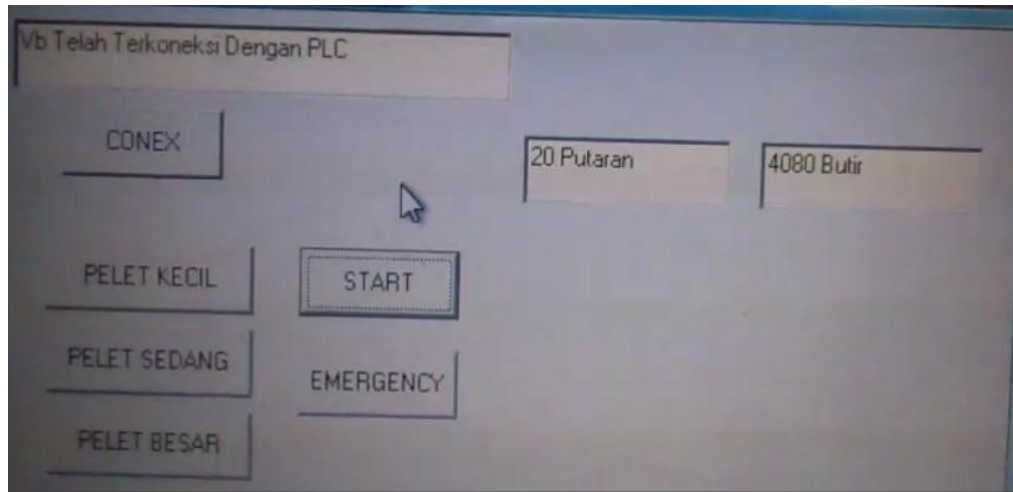 Vb Telah Terkoneksi Dengan PLC
CONEX
20 Putaran
4080 Butir
PELET KECIL
START
PELET SEDANG
EMERGENCY
PELET BESAR